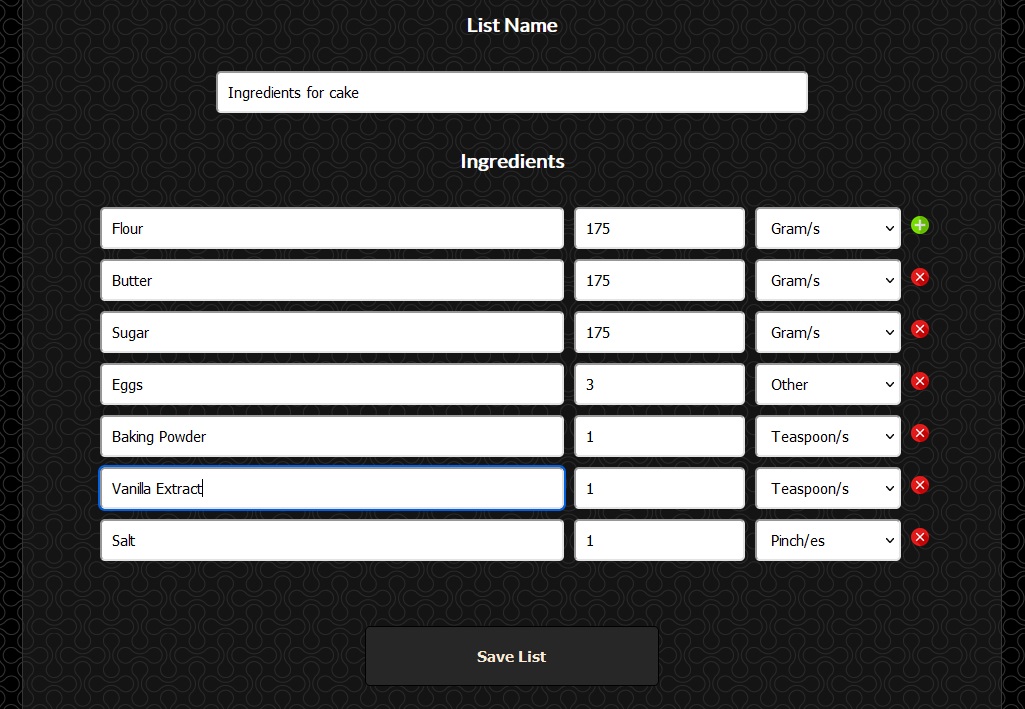 List Name
Ingredients for cake
Ingredients
Flour 175 Gram/s
Butter 175 Gram/s
Sugar 175 Gram/s
Eggs 3 Other
Baking Powder 1 Teaspoon/s
Vanilla Extract 1 Teaspoon/s
Salt 1 Pinch/es
Save List